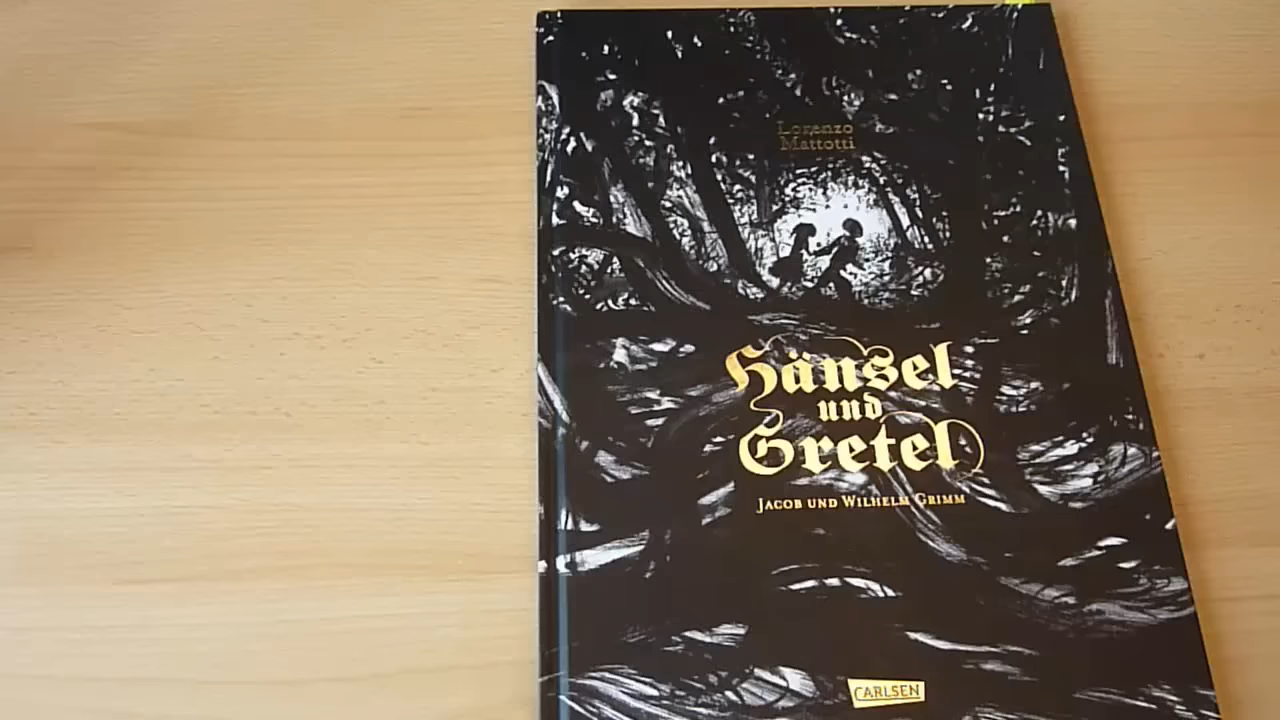 Lorenzo
Mattotti
Hänsel
und
Gretel
Jacob und Wilhelm Grimm
CARLSEN